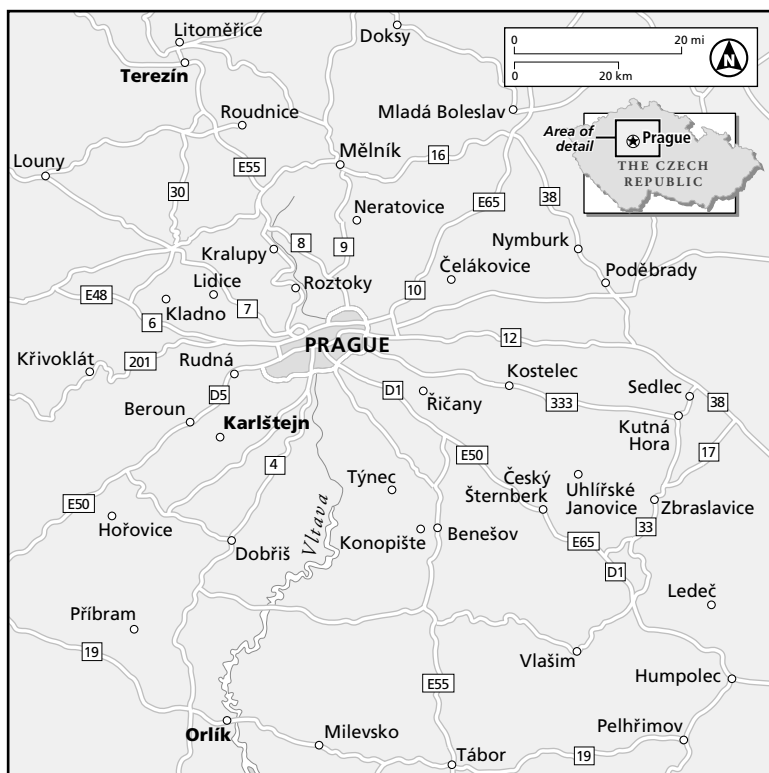 Litoměřice
Doksy
0 20 mi
0 20 km
N
Terezín
Roudnice
Mladá Boleslav
Area of
detail
Prague
THE CZECH
REPUBLIC
Louny
E55
Mělník
16
30
E65
38
Neratovice
Kralupy
8
9
Nymburk
Lidice
Roztoky
Čelákovice
10
Poděbrady
E48
Kladno
7
6
PRAGUE
12
Křivoklát
201
Rudná
D5
D1
Kostelec
Sedlec
Říčany
333
38
Beroun
Karlštejn
Kutná
Hora
4
E50
17
Týnec
Český
Šternberk
Uhlířské
Janovice
Zbraslavice
E50
Hořovice
Vltava
33
Dobříš
Konopiště
Benešov
E65
D1
Ledeč
Příbram
19
Vlašim
Humpolec
E55
Orlík
Milevsko
Pelhřimov
Tábor
19